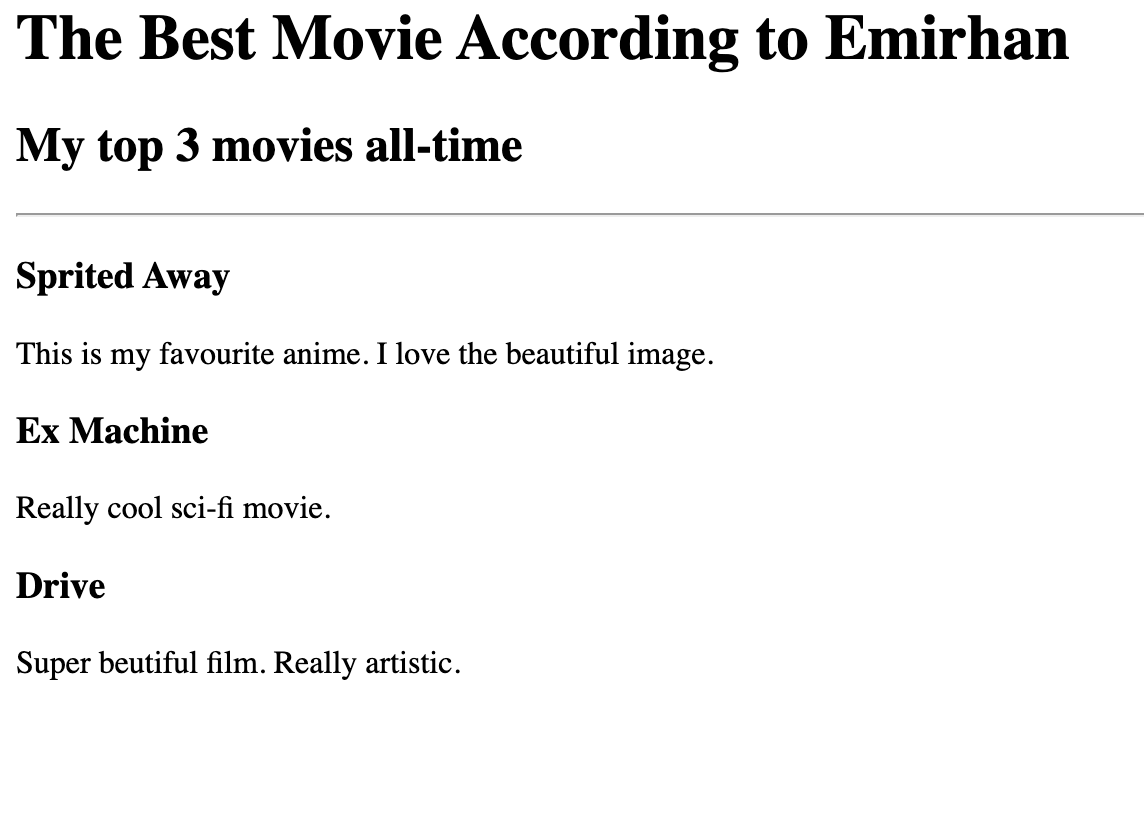 The Best Movie According to Emirhan
My top 3 movies all-time
Sprited Away
This is my favourite anime. I love the beautiful image.
Ex Machine
Really cool sci-fi movie.
Drive
Super beutiful film. Really artistic.